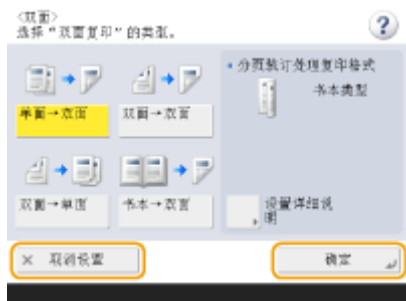 <双面>
选择“双面复印”的类型。
单面→双面
双面→双面
双面→单面
书本→双面
• 分页装订处理复印格式
书本类型
设置详细说
明
× 取消设置
确定